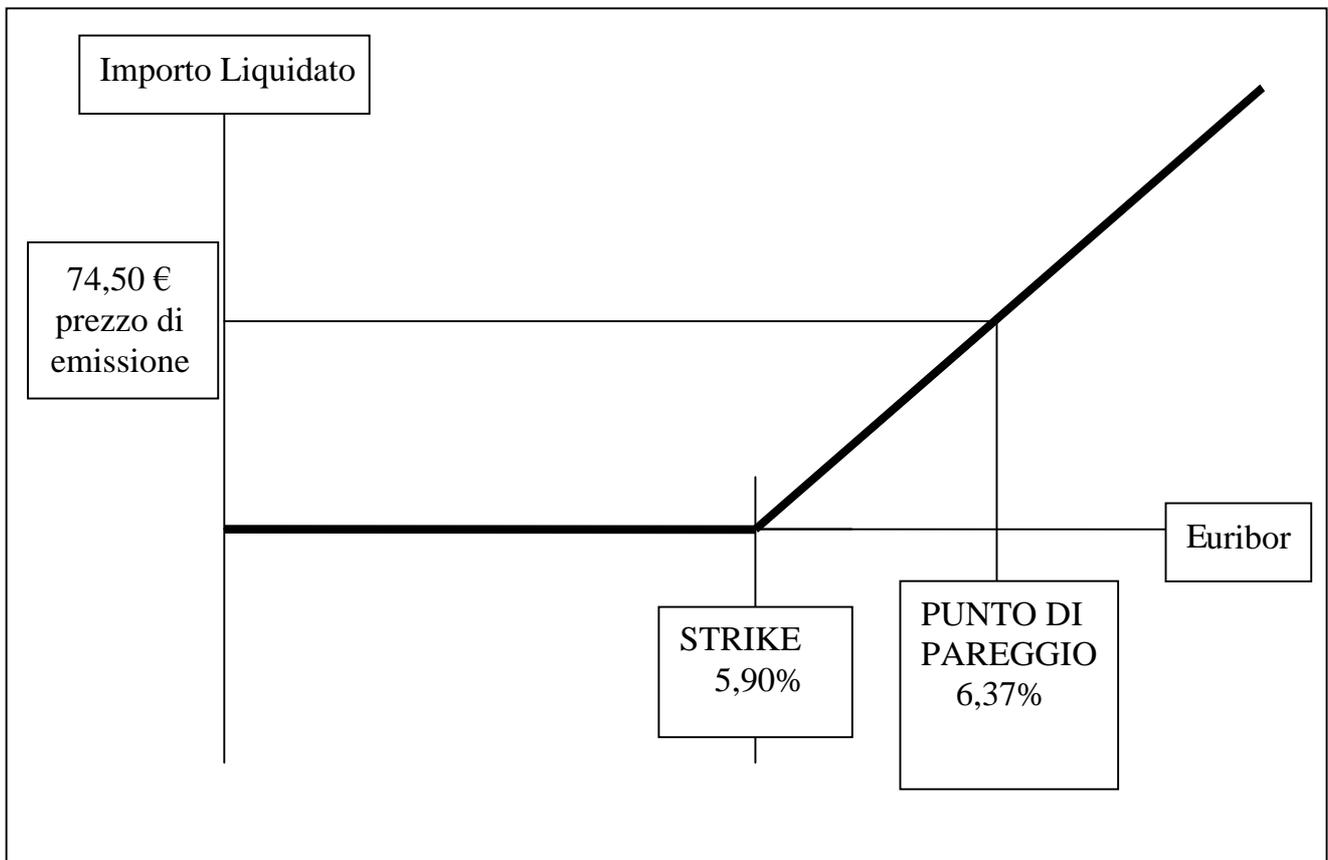 Importo Liquidato
74,50 €
prezzo di
emissione
Euribor
STRIKE
5,90%
PUNTO DI
PAREGGIO
6,37%